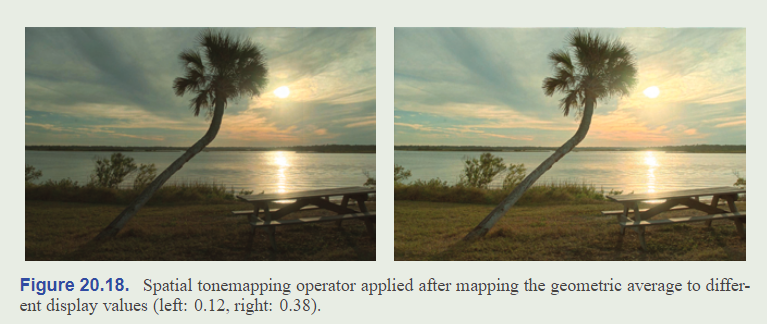 Figure 20.18. Spatial tonemapping operator applied after mapping the geometric average to differ-
ent display values (left: 0.12, right: 0.38).